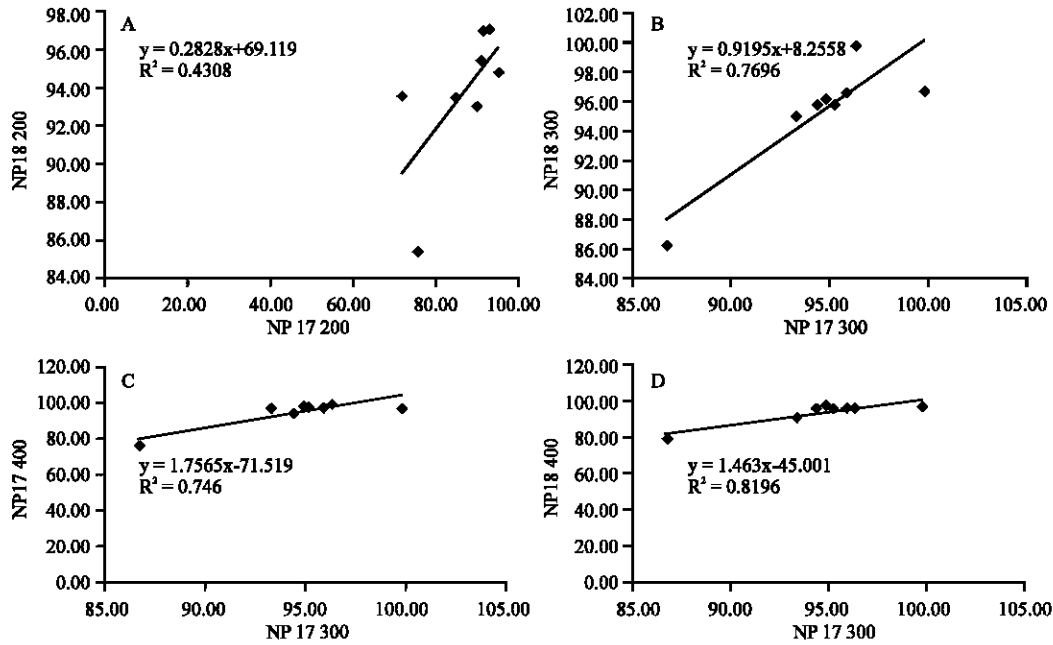 A
y = 0.2828x+69.119
R² = 0.4308
NP18 200
98.00
96.00
94.00
92.00
90.00
88.00
86.00
84.00
0.00 20.00 40.00 60.00 80.00 100.00
NP 17 200
B
y = 0.9195x+8.2558
R² = 0.7696
NP18 300
102.00
100.00
98.00
96.00
94.00
92.00
90.00
88.00
86.00
84.00
85.00 90.00 95.00 100.00 105.00
NP 17 300
C
y = 1.7565x-71.519
R² = 0.746
NP17 400
120.00
100.00
80.00
60.00
40.00
20.00
0.00
85.00 90.00 95.00 100.00 105.00
NP 17 300
D
y = 1.463x-45.001
R² = 0.8196
NP18 400
120.00
100.00
80.00
60.00
40.00
20.00
0.00
85.00 90.00 95.00 100.00 105.00
NP 17 300